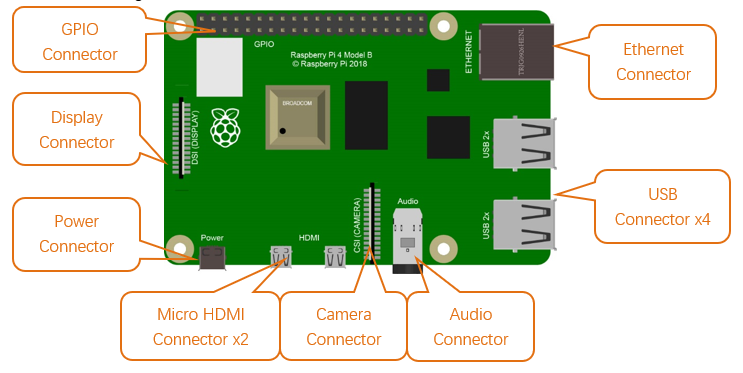 GPIO
Connector
GPIO
Raspberry Pi 4 Model B
© Raspberry Pi 2018
ETHERNET
Ethernet
Connector
Display
Connector
DSI (DISPLAY)
BROADCOM
USB 2x
USB
Connector x4
USB 2x
Power
Connector
Power
HDMI
CSI (CAMERA)
Audio
Micro HDMI
Connector x2
Camera
Connector
Audio
Connector